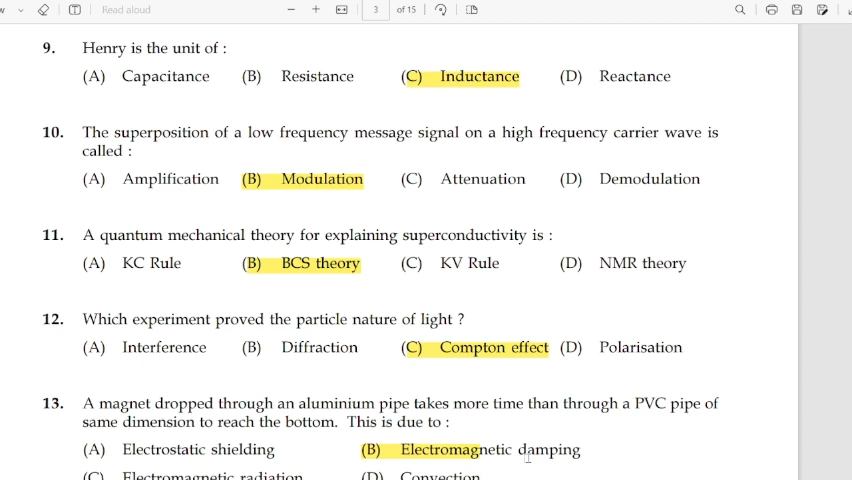 Read aloud
3
of 15
9. Henry is the unit of :
(A) Capacitance (B) Resistance (C) Inductance (D) Reactance
10. The superposition of a low frequency message signal on a high frequency carrier wave is
called :
(A) Amplification (B) Modulation (C) Attenuation (D) Demodulation
11. A quantum mechanical theory for explaining superconductivity is :
(A) KC Rule (B) BCS theory (C) KV Rule (D) NMR theory
12. Which experiment proved the particle nature of light ?
(A) Interference (B) Diffraction (C) Compton effect (D) Polarisation
13. A magnet dropped through an aluminium pipe takes more time than through a PVC pipe of
same dimension to reach the bottom. This is due to :
(A) Electrostatic shielding (B) Electromagnetic damping
(C) Electromagnetic radiation (D) Convection